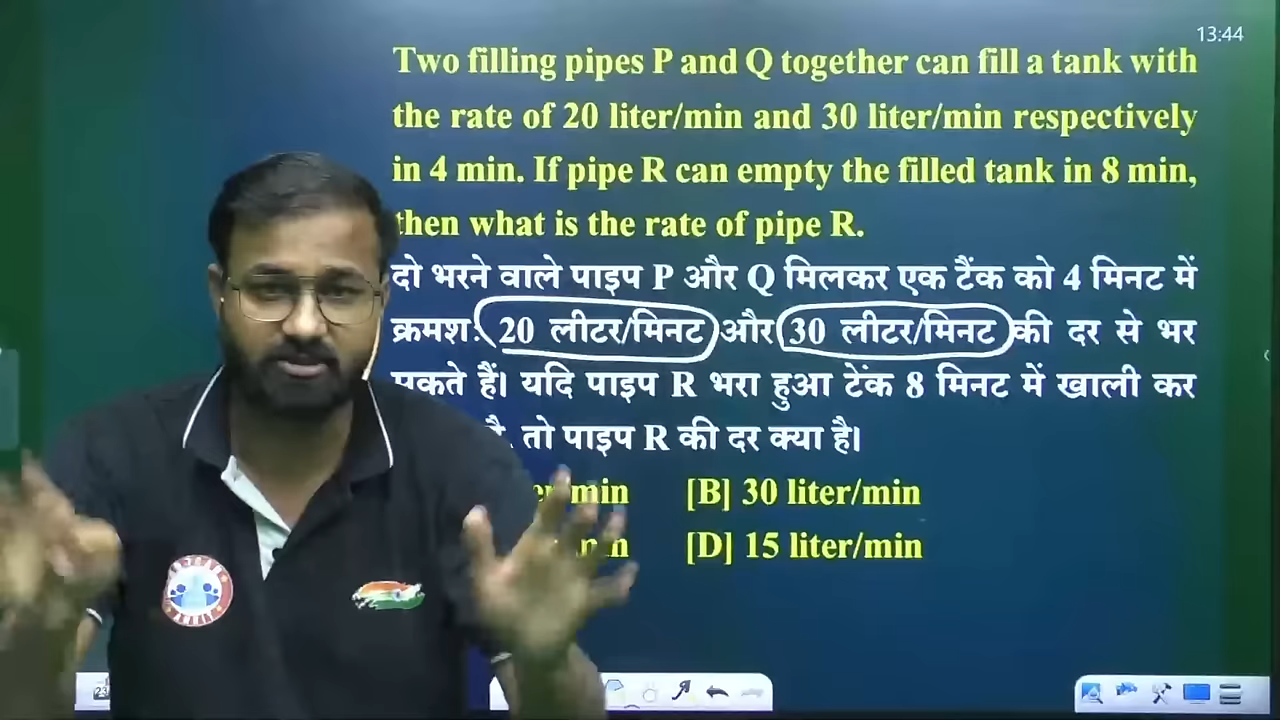 13:44
Two filling pipes P and Q together can fill a tank with
the rate of 20 liter/min and 30 liter/min respectively
in 4 min. If pipe R can empty the filled tank in 8 min,
then what is the rate of pipe R.
दो भरने वाले पाइप P और Q मिलकर एक टैंक को 4 मिनट में
क्रमश: 20 लीटर/मिनट और 30 लीटर/मिनट की दर से भर
सकते हैं। यदि पाइप R भरा हुआ टेंक 8 मिनट में खाली कर
है, तो पाइप R की दर क्या है।
min [B] 30 liter/min
min [D] 15 liter/min